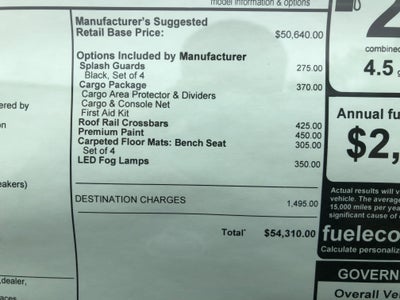 model information & options
Manufacturer's Suggested
Retail Base Price: $50,640.00
Options Included by Manufacturer
Splash Guards 275.00
Black, Set of 4
Cargo Package 370.00
Cargo Area Protector & Dividers
Cargo & Console Net
First Aid Kit
Roof Rail Crossbars 425.00
Premium Paint 450.00
Carpeted Floor Mats: Bench Seat 305.00
Set of 4
LED Fog Lamps 350.00
DESTINATION CHARGES 1,495.00
Total* $54,310.00
ered by
on
eakers)
,dealer,
aces
2
combined
4.5 g
Annual fu
$2,
Actual results will v
vehicle. The average
15,000 miles per yea
significant cause of
fueleco
Calculate personaliz
GOVERN
Overall Ve